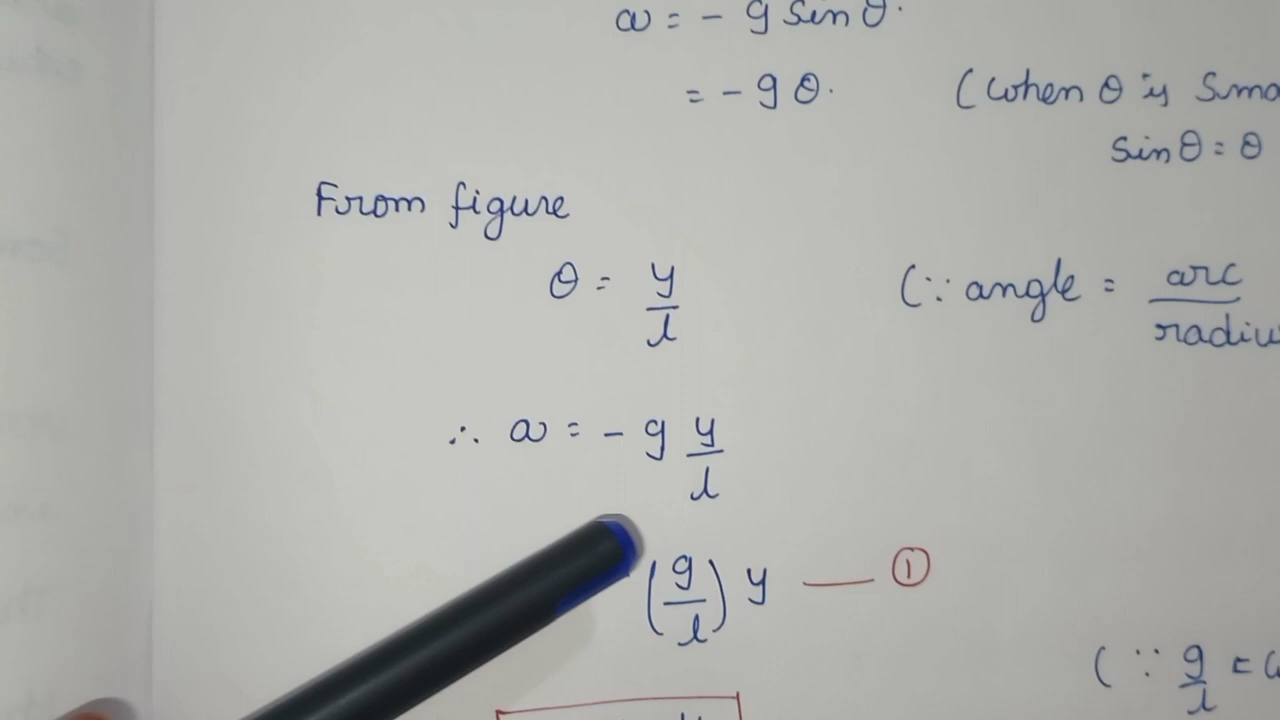 a = - g sin θ.
= - g θ. (when θ is
sin θ = θ
From figure
θ = y/l (∵ angle = arc/
∴ a = - g y/l
(g/l) y — ①
(∵ g/l =